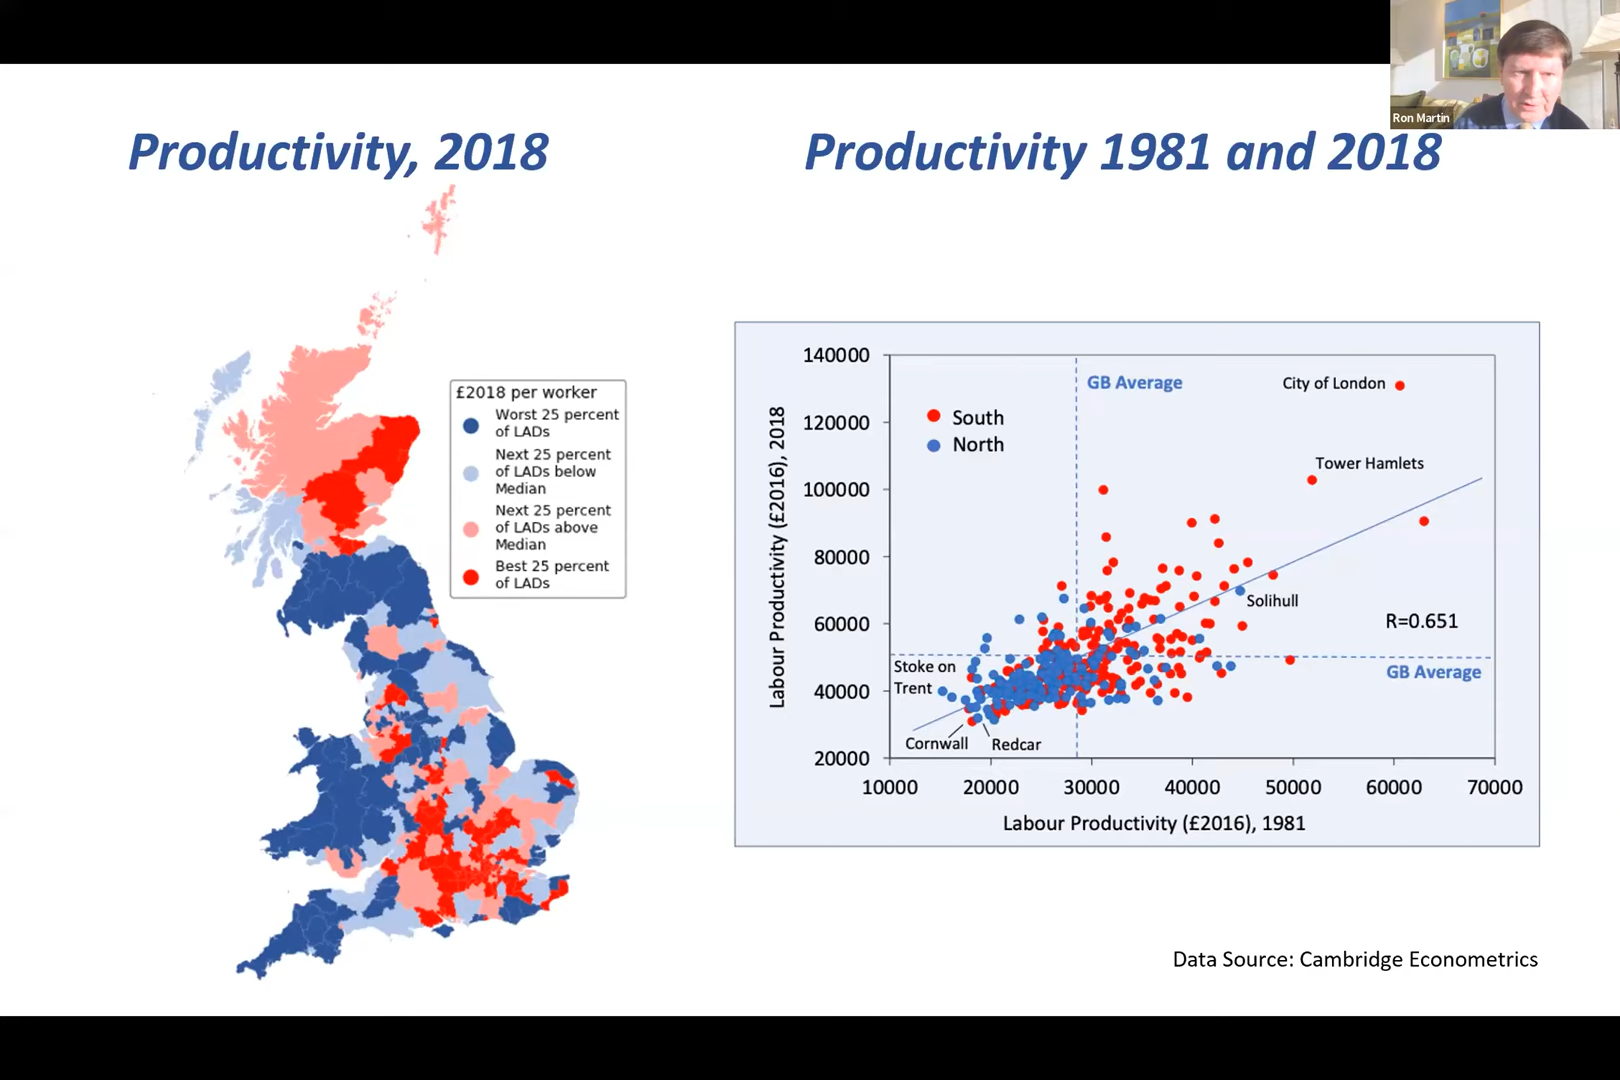 Ron Martin
Productivity, 2018
Productivity 1981 and 2018
£2018 per worker
Worst 25 percent
of LADs
Next 25 percent
of LADs below
Median
Next 25 percent
of LADs above
Median
Best 25 percent
of LADs
140000
120000
100000
80000
60000
40000
20000
Labour Productivity (£2016), 2018
GB Average
City of London
South
North
Tower Hamlets
Solihull
R=0.651
Stoke on
Trent
GB Average
Cornwall
Redcar
10000
20000
30000
40000
50000
60000
70000
Labour Productivity (£2016), 1981
Data Source: Cambridge Econometrics